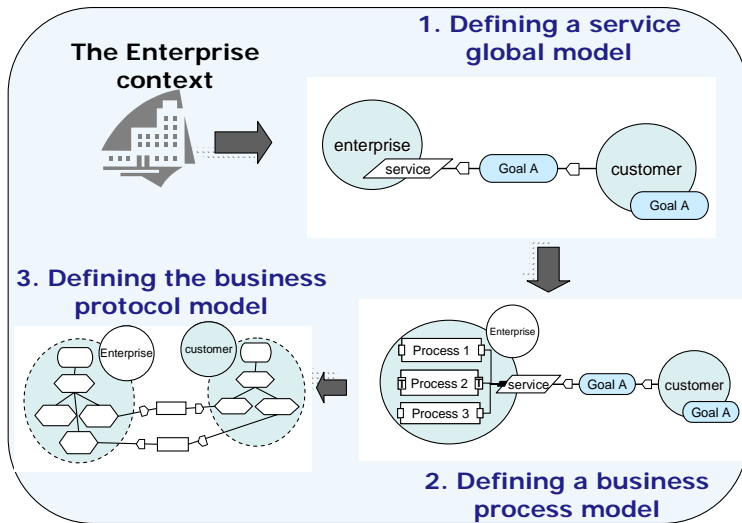 The Enterprise
context
1. Defining a service
global model
enterprise
service
Goal A
customer
Goal A
3. Defining the business
protocol model
Enterprise
customer
Enterprise
Process 1
T Process 2 T
Process 3
service
Goal A
customer
Goal A
2. Defining a business
process model